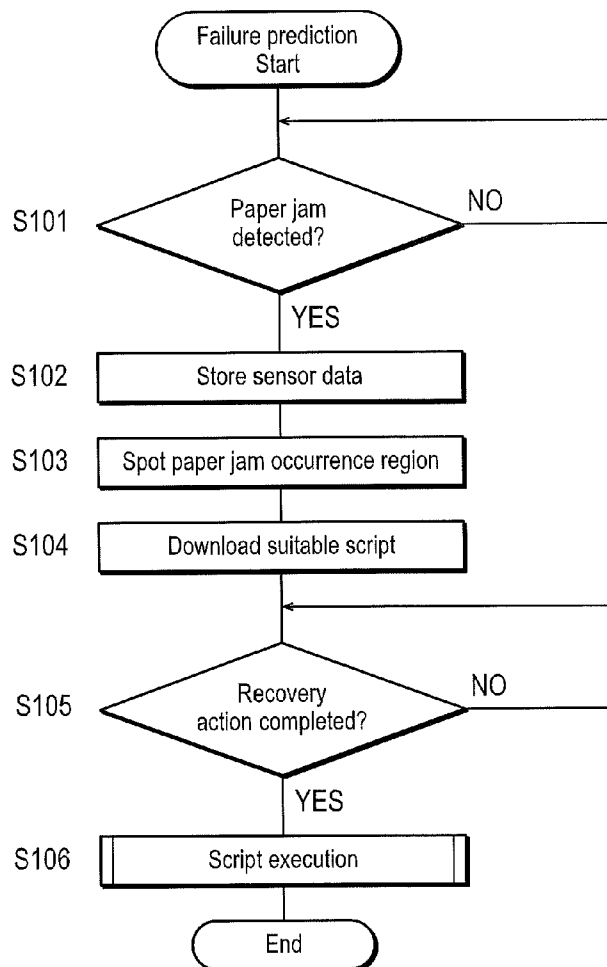 Failure prediction
Start
S101
Paper jam
detected?
NO
YES
S102
Store sensor data
S103
Spot paper jam occurrence region
S104
Download suitable script
S105
Recovery
action completed?
NO
YES
S106
Script execution
End